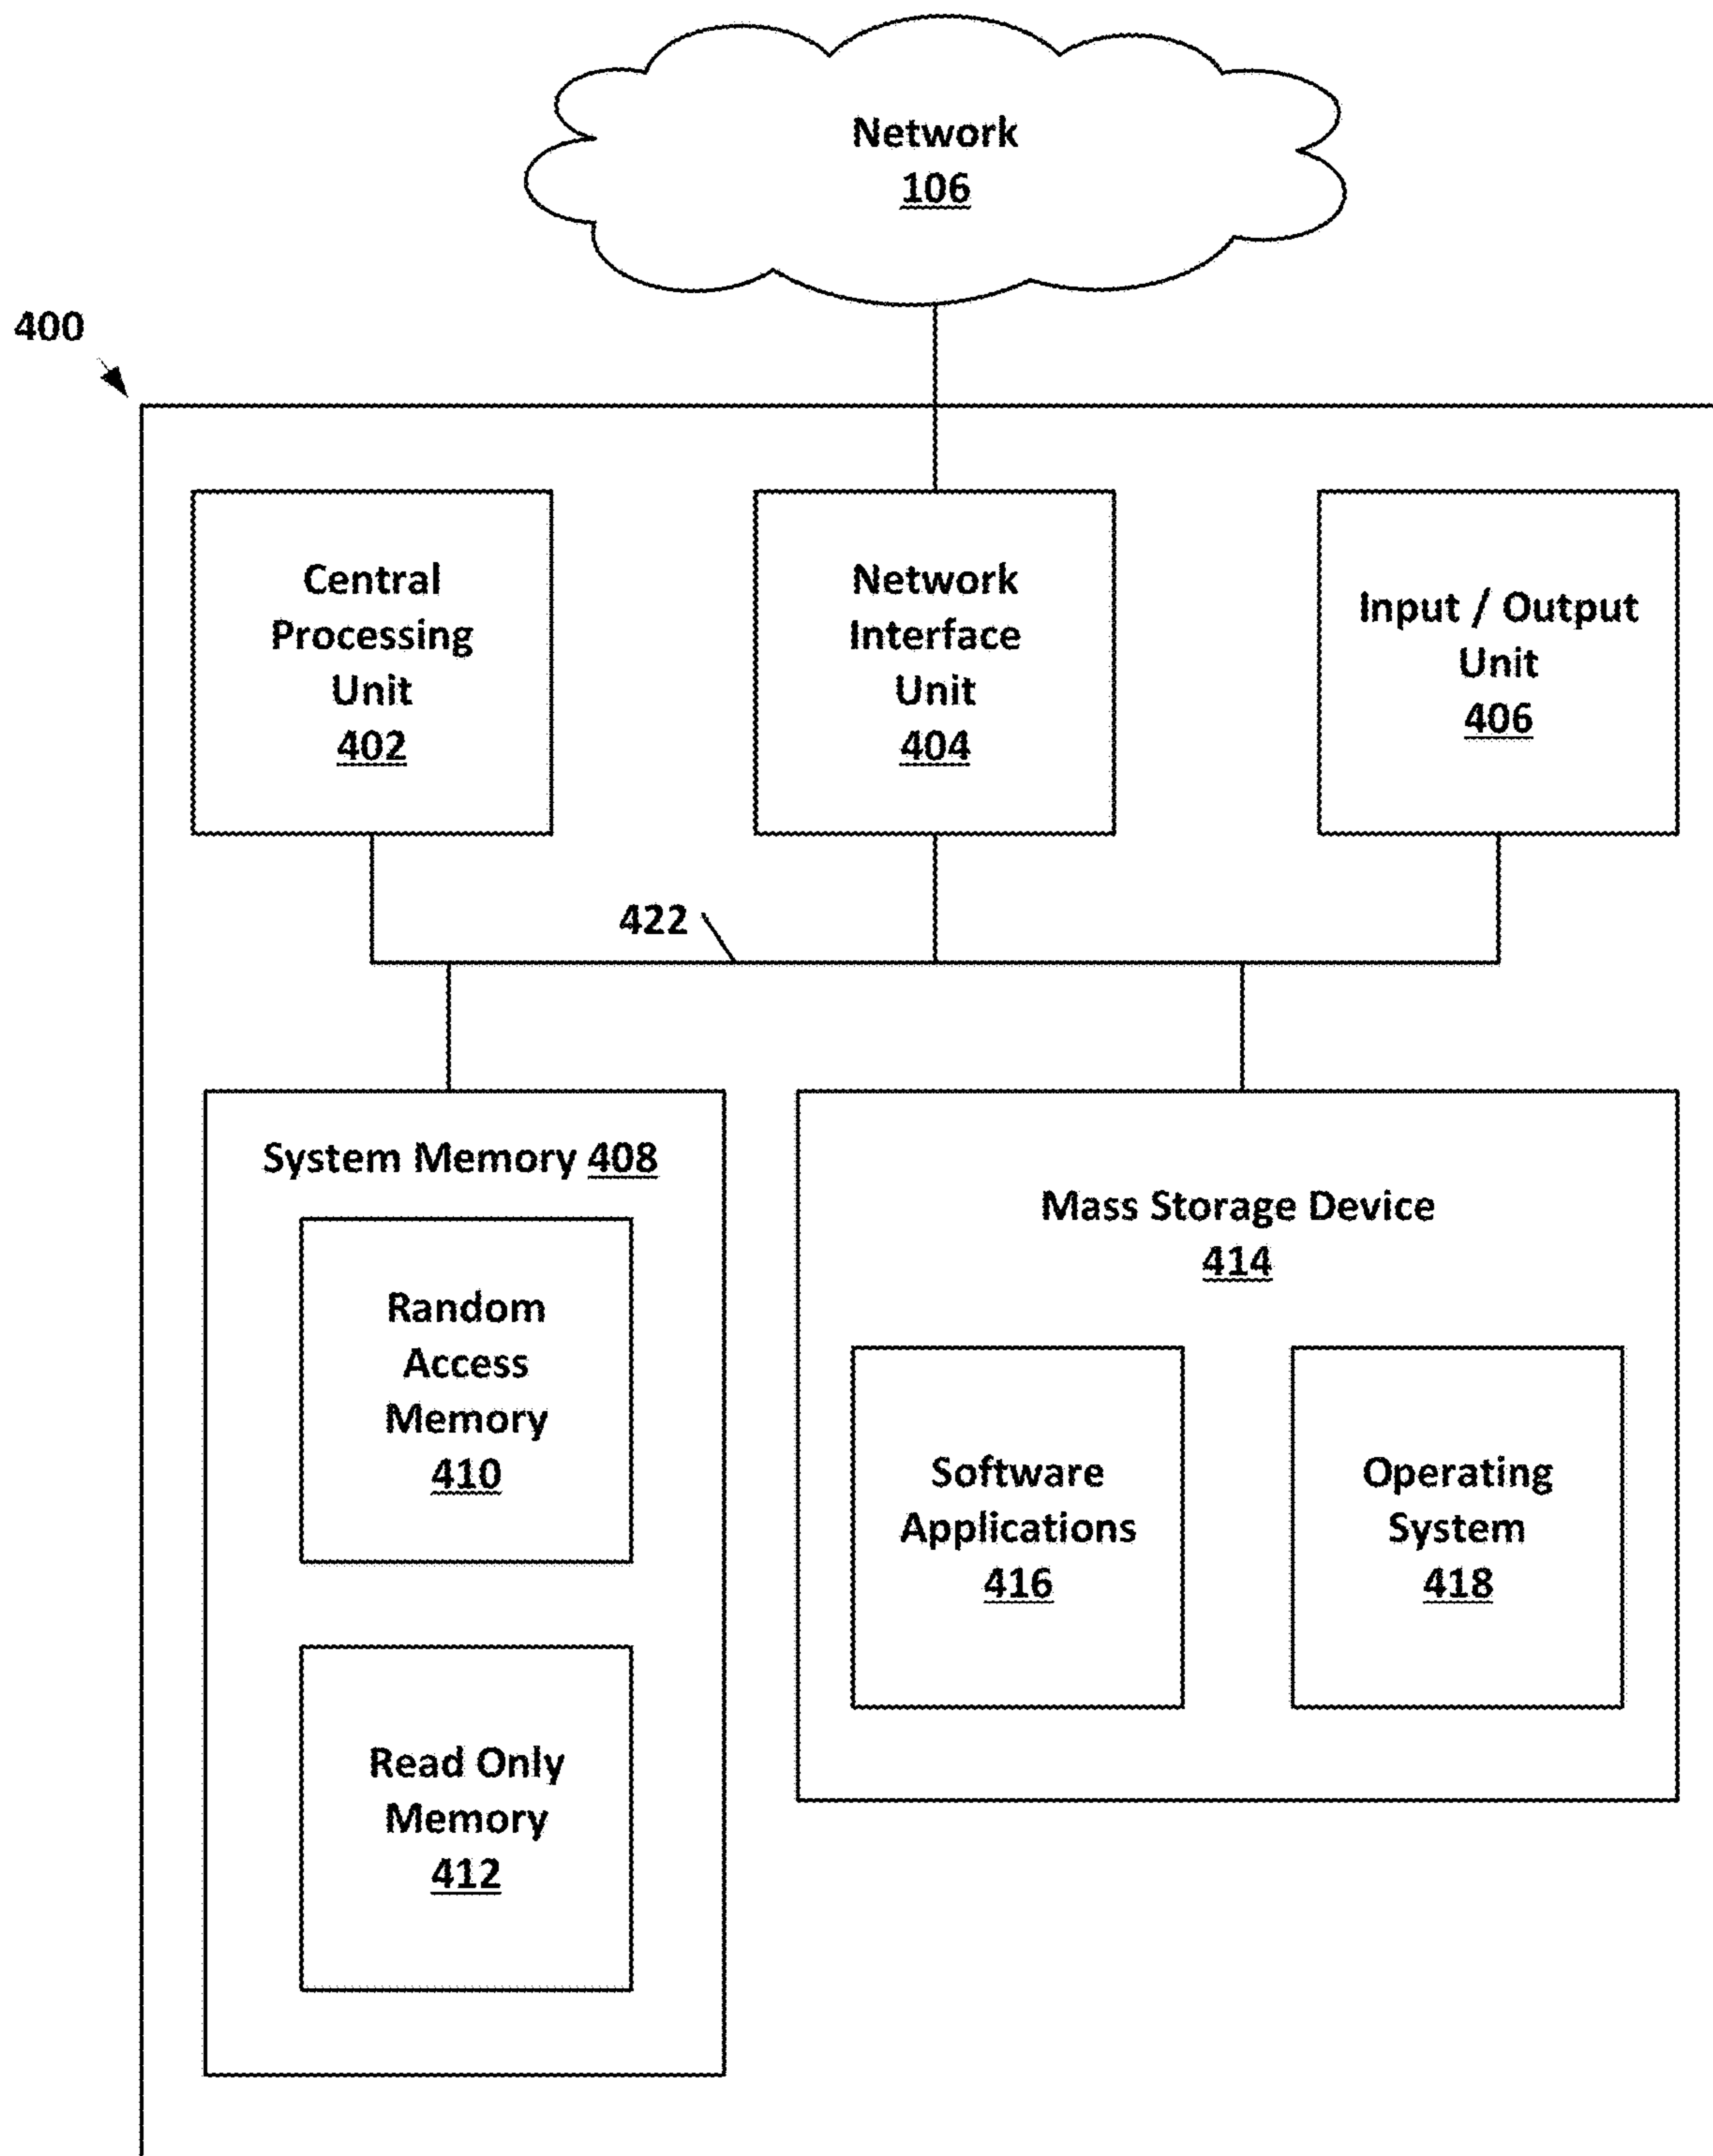 Network
106
400
Central
Processing
Unit
402
Network
Interface
Unit
404
Input / Output
Unit
406
422
System Memory 408
Random
Access
Memory
410
Read Only
Memory
412
Mass Storage Device
414
Software
Applications
416
Operating
System
418